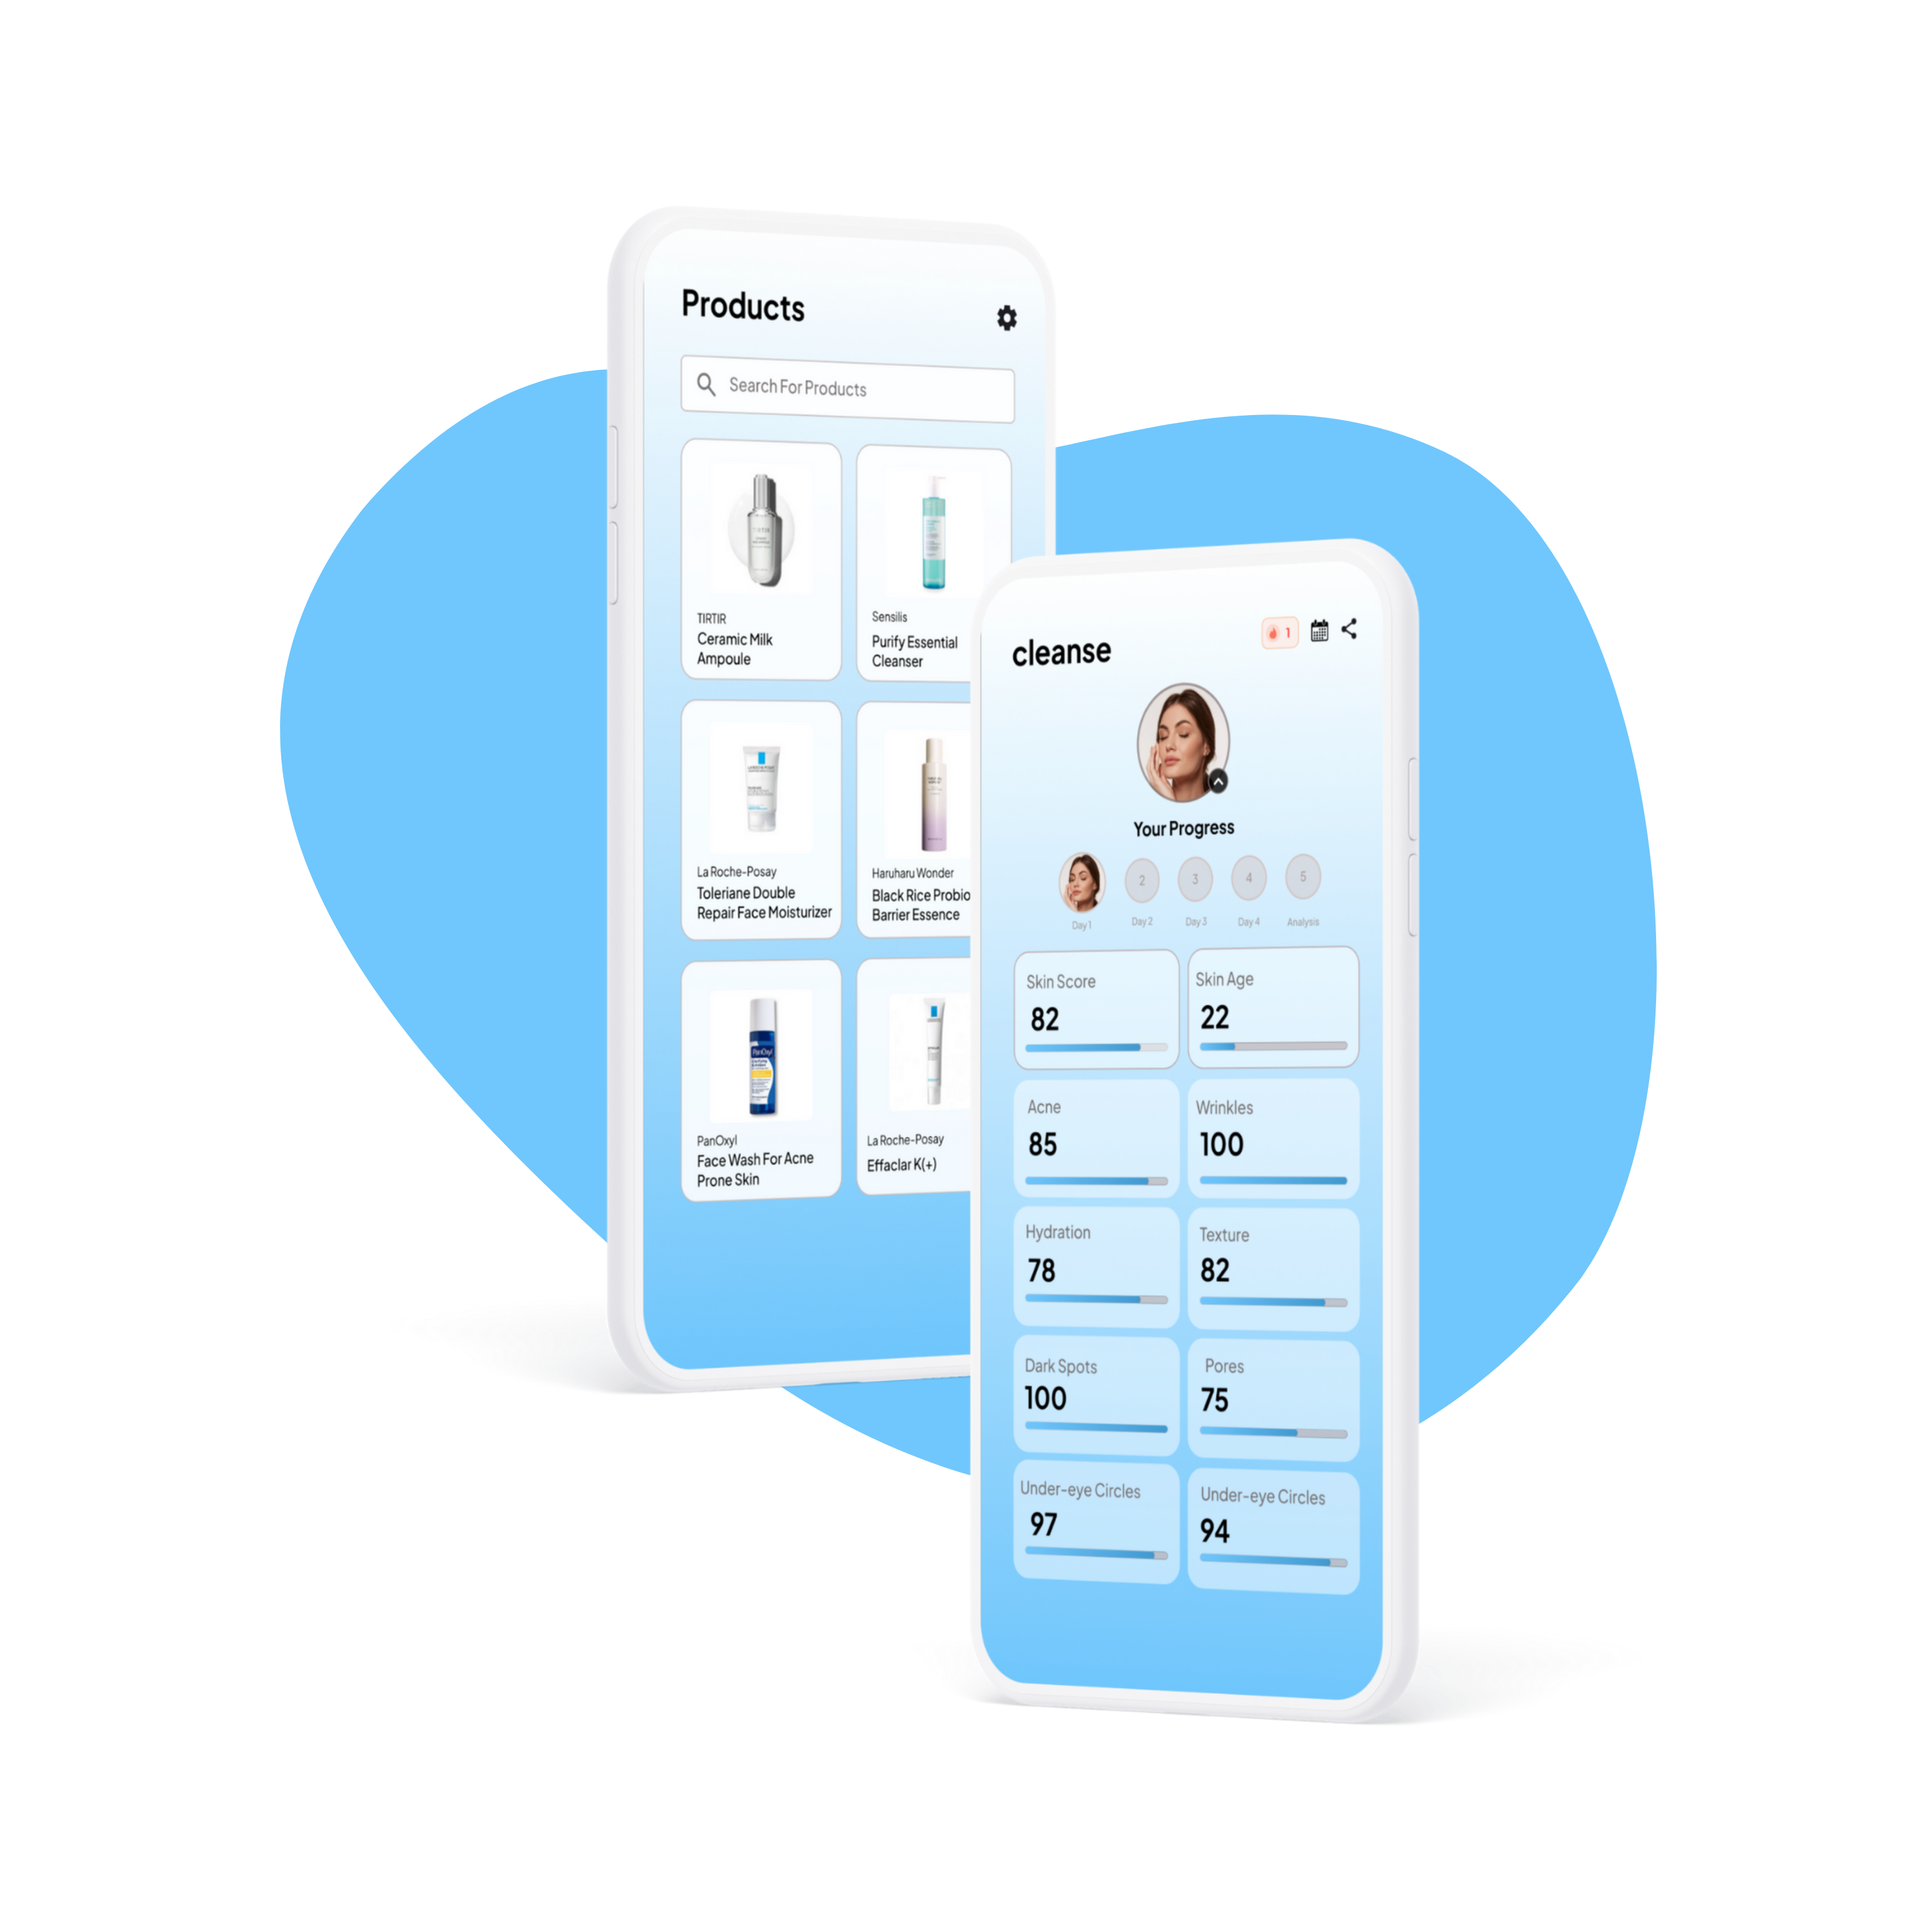 Products
Search For Products
TIRTIR
Ceramic Milk
Ampoule
Sensilis
Purify Essential
Cleanser
La Roche-Posay
Toleriane Double
Repair Face Moisturizer
Haruharu Wonder
Black Rice Probio
Barrier Essence
PanOxyl
PanOxyl
Face Wash For Acne
Prone Skin
La Roche-Posay
Effaclar K(+)
cleanse
1
Your Progress
2
3
4
5
Day 1
Day 2
Day 3
Day 4
Analysis
Skin Score
82
Skin Age
22
Acne
85
Wrinkles
100
Hydration
78
Texture
82
Dark Spots
100
Pores
75
Under-eye Circles
97
Under-eye Circles
94